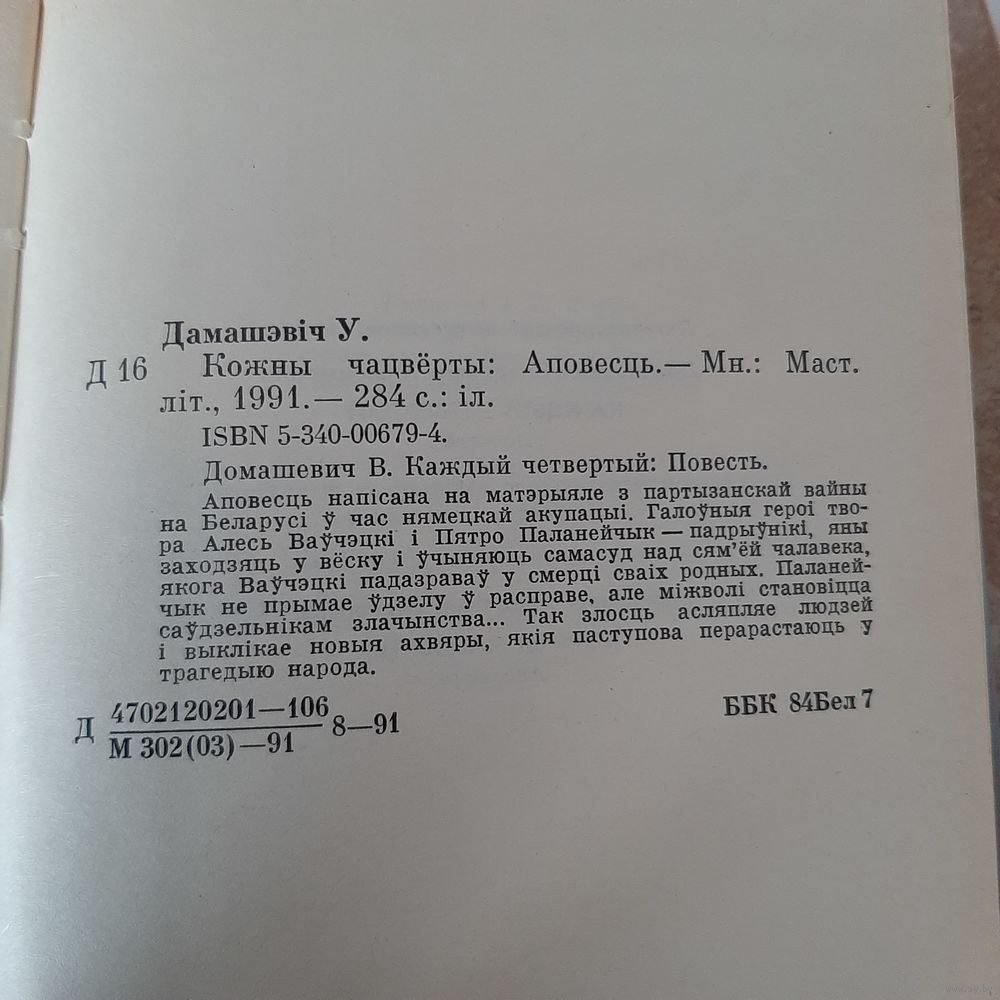 Дамашэвіч У.
Д 16 Кожны чацвёрты: Аповесць.— Мн.: Маст.
літ., 1991.— 284 с.: іл.
ISBN 5-340-00679-4.
Домашевич В. Каждый четвертый: Повесть.
Аповесць напісана на матэрыяле з партызанскай вайны
на Беларусі ў час нямецкай акупацыі. Галоўныя героі тво-
ра Алесь Ваўчэцкі і Пятро Паланейчык — падрыўнікі, яны
заходзяць у вёску і ўчыняюць самасуд над сям'ёй чалавека,
якога Ваўчэцкі падазраваў у смерці сваіх родных. Паланей-
чык не прымае ўдзелу ў расправе, але міжволі становіцца
саўдзельнікам злачынства... Так злосць асляпляе людзей
і выклікае новыя ахвяры, якія паступова перарастаюць у
трагедыю народа.
Д 4702120201—106 8—91
М 302(03)—91
ББК 84Бел 7